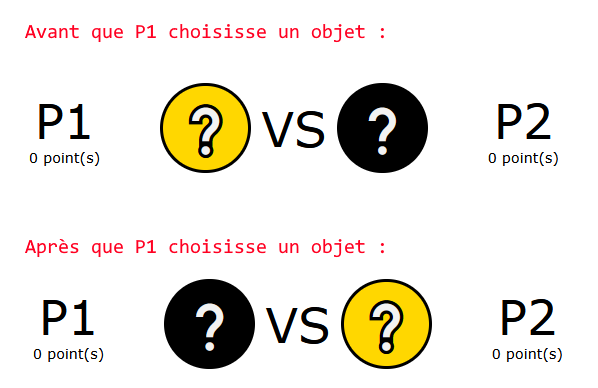 Avant que P1 choisisse un objet :
P1 ? VS ? P2
0 point(s) 0 point(s)
Après que P1 choisisse un objet :
P1 ? VS ? P2
0 point(s) 0 point(s)